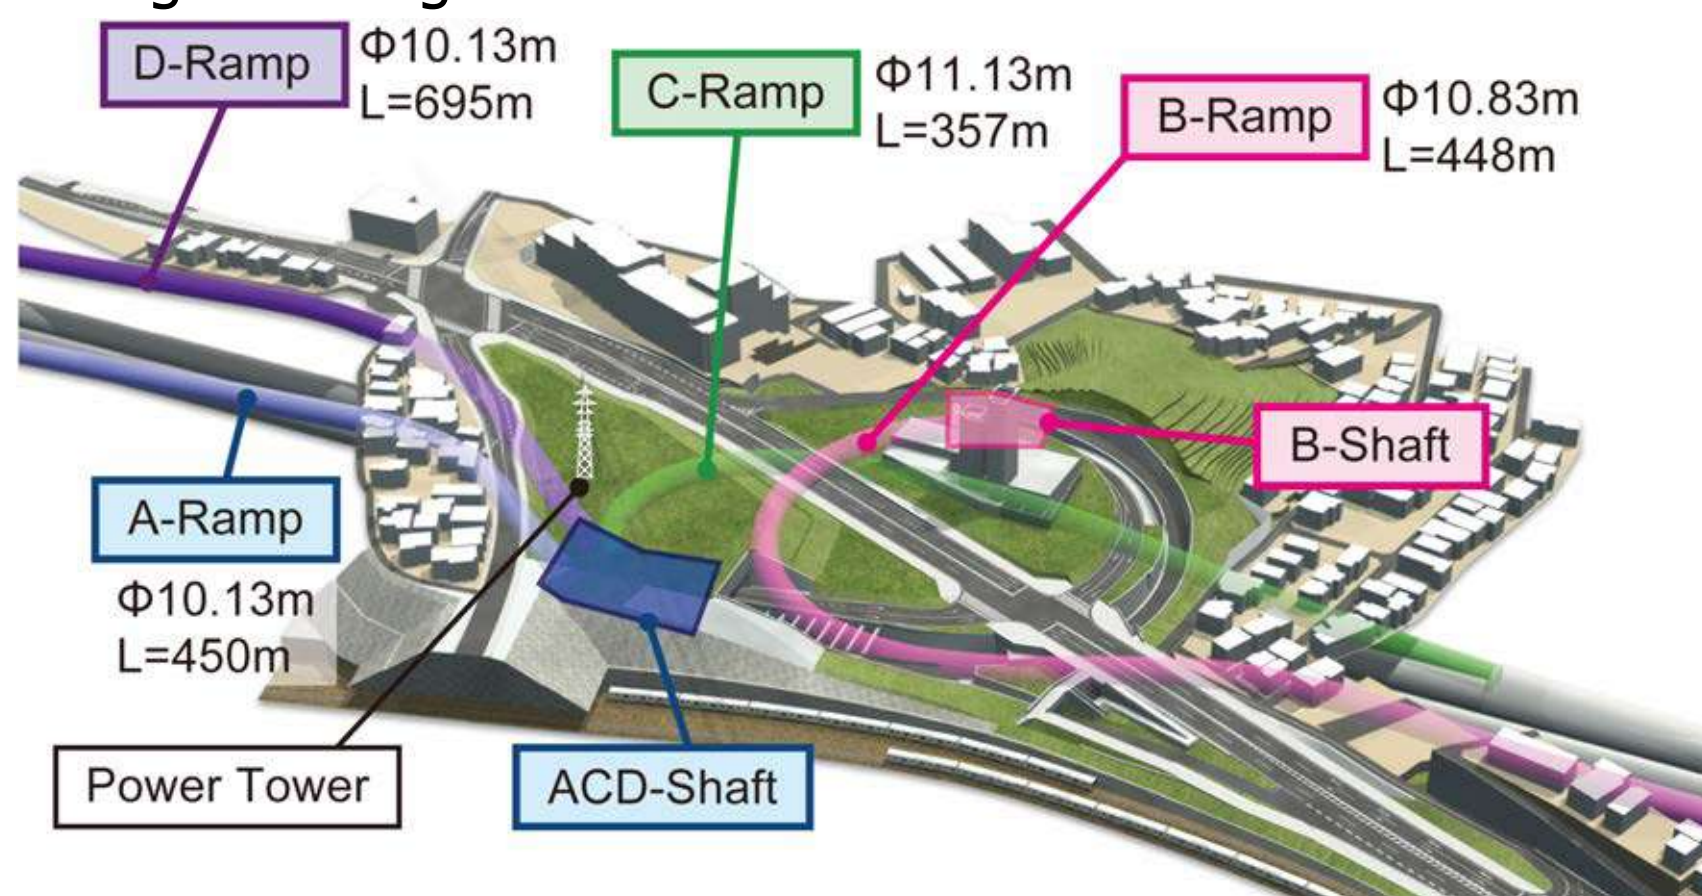 D-Ramp
Φ10.13m
L=695m
C-Ramp
Φ11.13m
L=357m
B-Ramp
Φ10.83m
L=448m
B-Shaft
A-Ramp
Φ10.13m
L=450m
Power Tower
ACD-Shaft